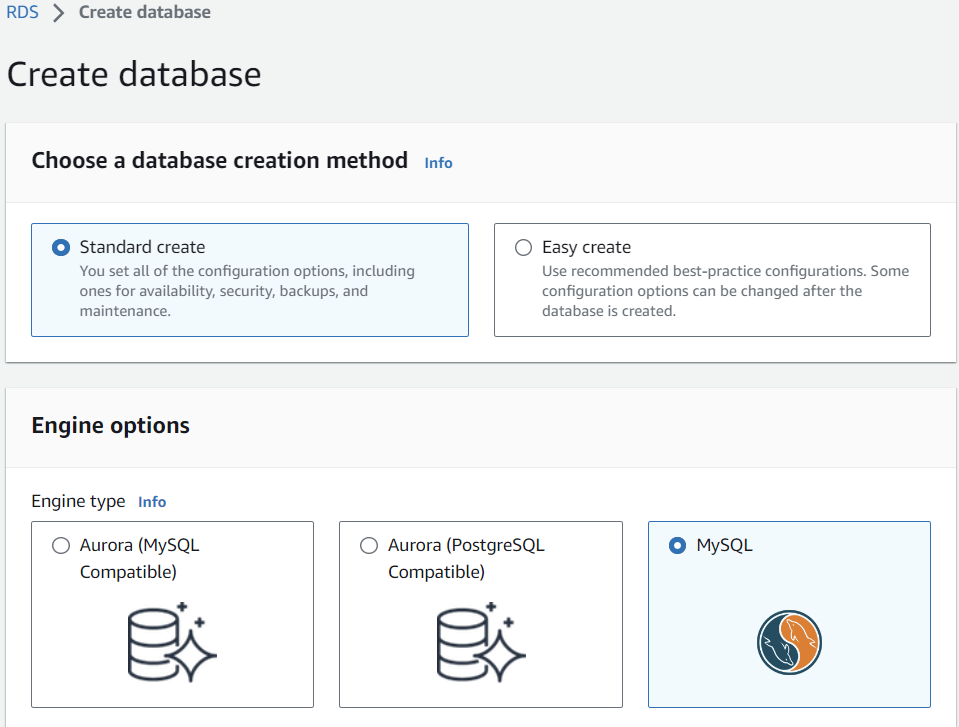 RDS > Create database
Create database
Choose a database creation method Info
Standard create
You set all of the configuration options, including
ones for availability, security, backups, and
maintenance.
Easy create
Use recommended best-practice configurations. Some
configuration options can be changed after the
database is created.
Engine options
Engine type Info
Aurora (MySQL
Compatible)
Aurora (PostgreSQL
Compatible)
MySQL